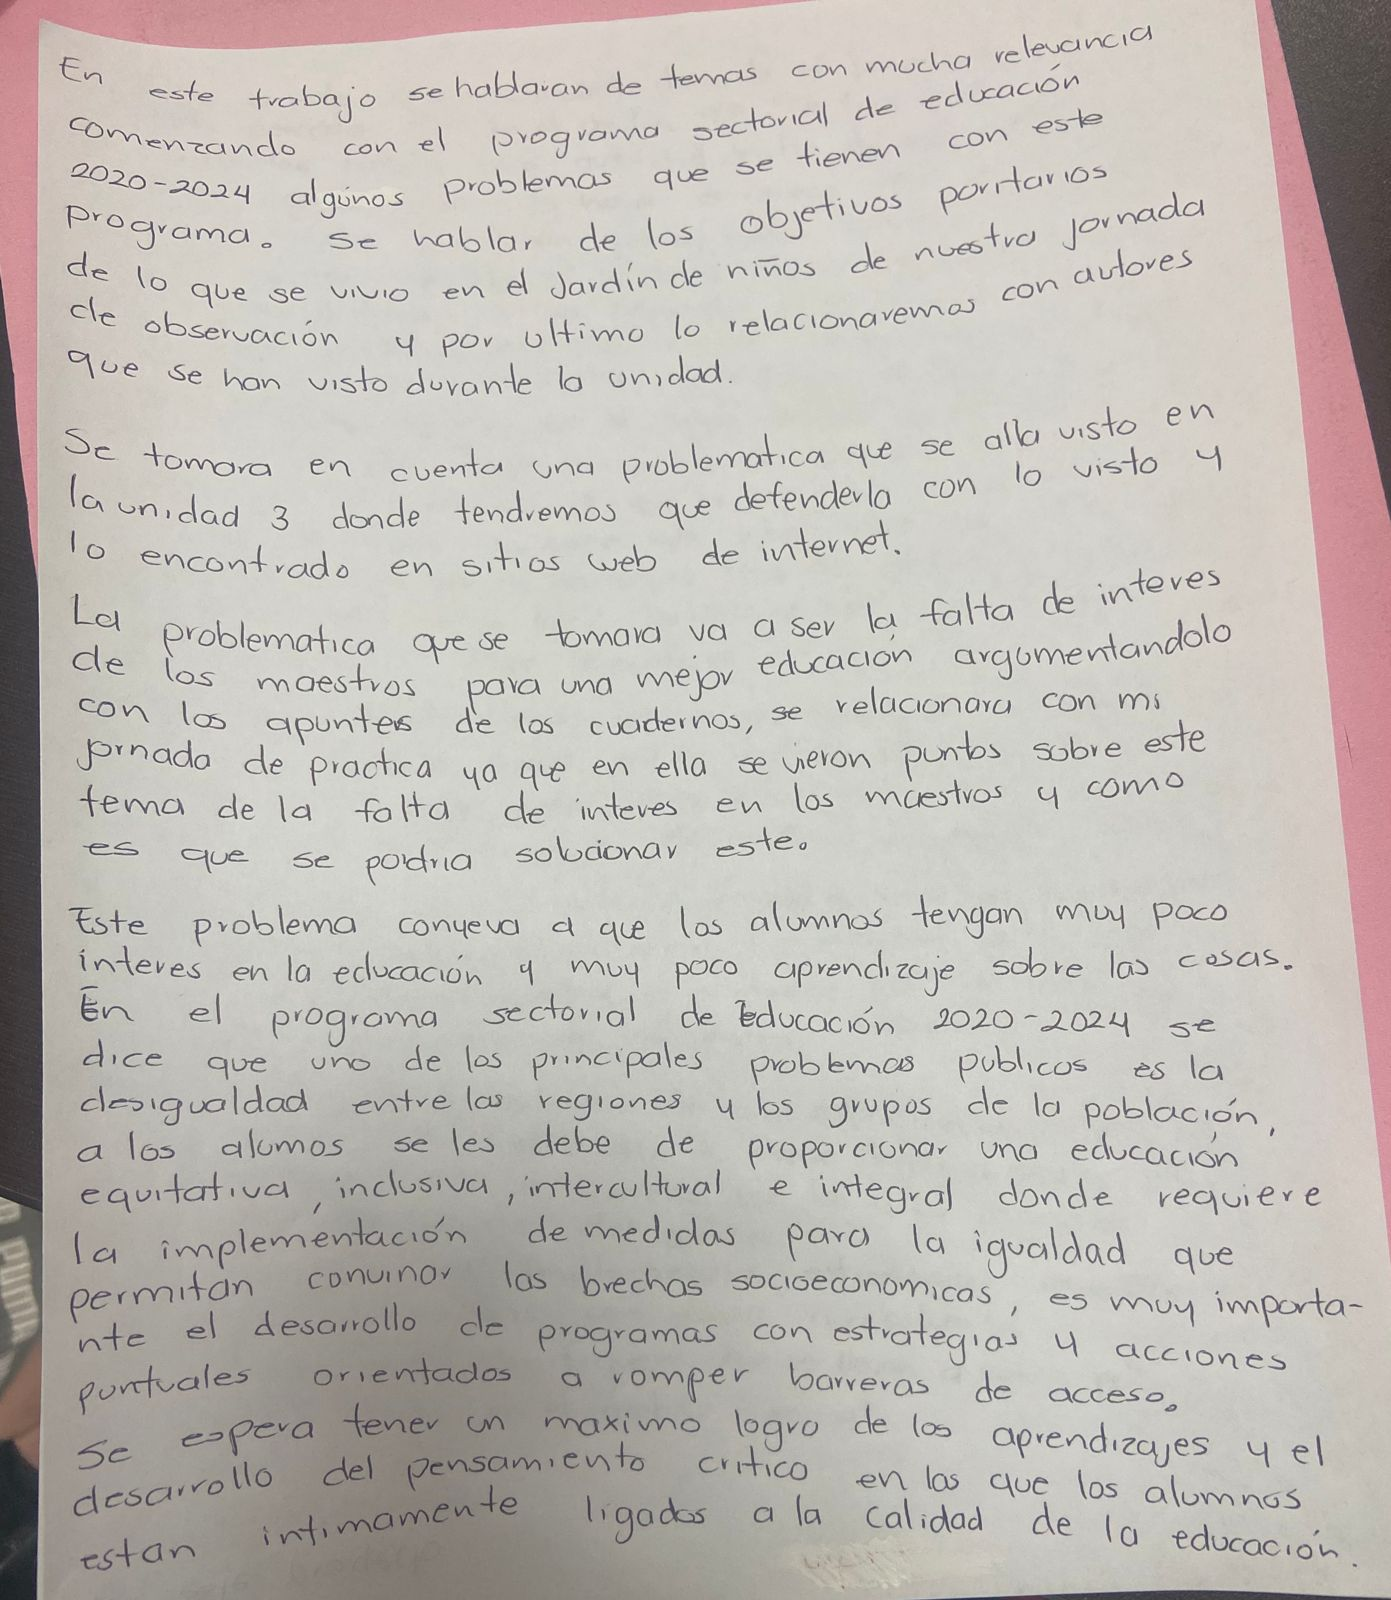 En este trabajo se hablaran de temas con mucha relevancia
comenzando con el programa sectorial de educación
2020-2024 algunos problemas que se tienen con este
programa. se hablar de los objetivos poritarios
de lo que se vivio en el Jardín de niños de nuestra jornada
de observación y por ultimo lo relacionaremos con autores
que se han visto durante la unidad.
Se tomara en cuenta una problematica que se alla visto en
la unidad 3 donde tendremos que defenderla con lo visto y
lo encontrado en sitios web de internet.
La problematica que se tomara va a ser la falta de interes
de los maestros para una mejor educación argumentandolo
con los apuntes de los cuadernos, se relacionara con mi
jornada de practica ya que en ella se vieron puntos sobre este
tema de la falta de interes en los maestros y como
es que se podria solucionar este.
Este problema conyeva a que los alumnos tengan muy poco
interes en la educación y muy poco aprendizaje sobre las cosas.
En el programa sectorial de Educación 2020-2024 se
dice que uno de los principales problemas publicos es la
desigualdad entre las regiones y los grupos de la población,
a los alumos se les debe de proporcionar una educación
equitativa, inclusiva, intercultural e integral donde requiere
la implementación de medidas para la igualdad que
permitan convinar las brechas socioeconomicas, es muy importa-
nte el desarrollo de programas con estrategias y acciones
puntuales orientados a romper barreras de acceso.
Se espera tener un maximo logro de los aprendizajes y el
desarrollo del pensamiento critico en las que los alumnos
estan intimamente ligados a la calidad de la educación.